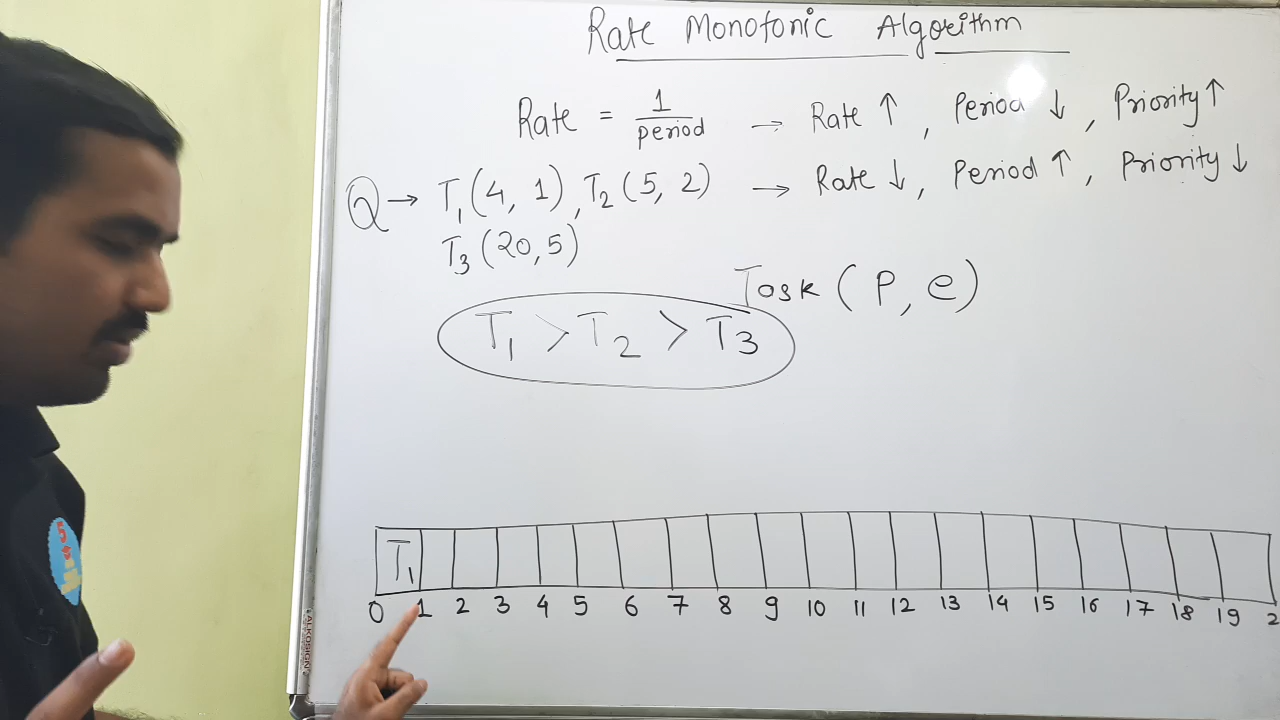 Rate Monotonic Algorithm
Rate = 1/period → Rate ↑, Period ↓, Priority ↑
Q → T1(4, 1), T2(5, 2) → Rate ↓, Period ↑, Priority ↓
T3(20,5)
Task (P, e)
T1 > T2 > T3
T1
0 1 2 3 4 5 6 7 8 9 10 11 12 13 14 15 16 17 18 19 2
ALKOSIGN